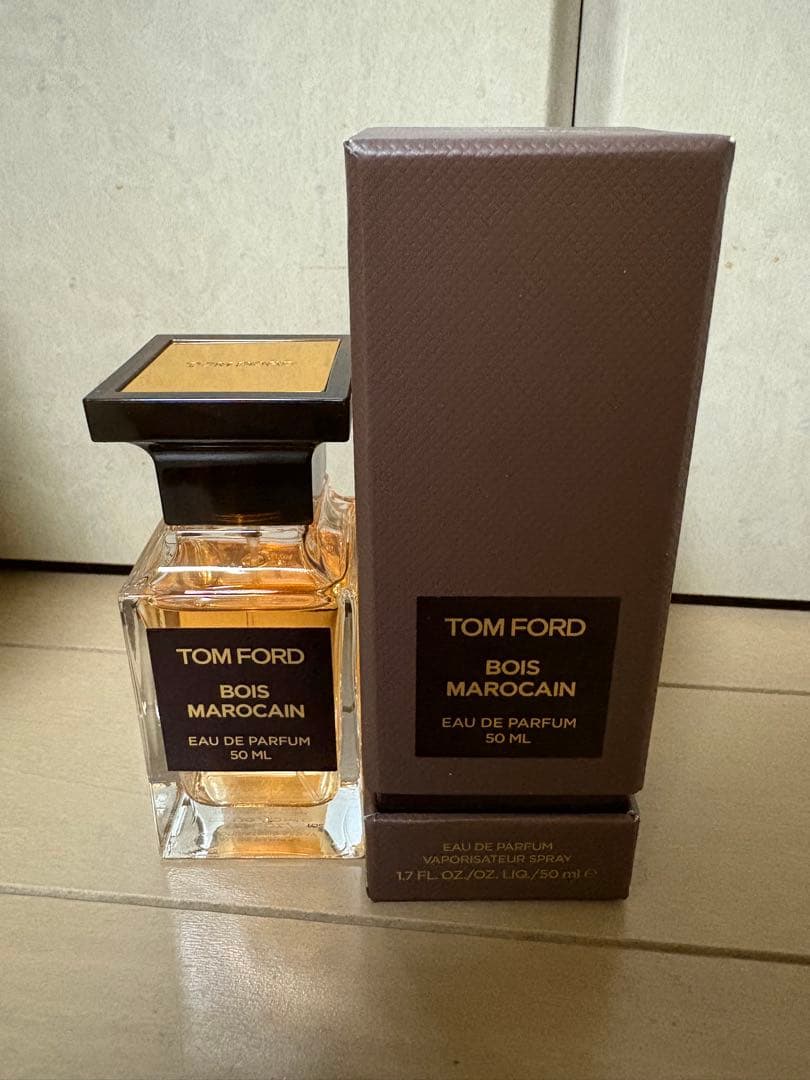 TOM FORD
BOIS
MAROCAIN
EAU DE PARFUM
50 ML
TOM FORD
BOIS
MAROCAIN
EAU DE PARFUM
50 ML
EAU DE PARFUM
VAPORISATEUR SPRAY
1.7 FL. OZ./OZ. LIQ./50 ml ℮